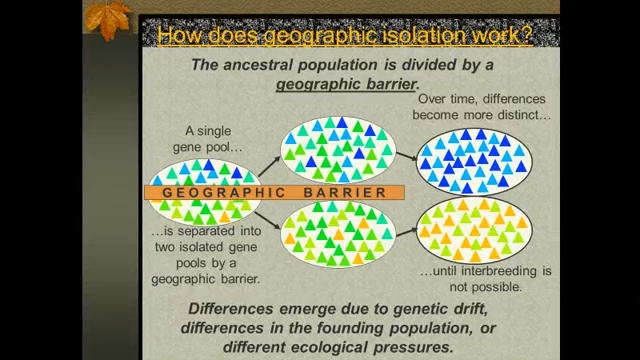 How does geographic isolation work?
The ancestral population is divided by a
geographic barrier.
Over time, differences
become more distinct…
A single
gene pool…
GEOGRAPHIC BARRIER
…is separated into
two isolated gene
pools by a
geographic barrier.
…until interbreeding is
not possible.
Differences emerge due to genetic drift,
differences in the founding population, or
different ecological pressures.